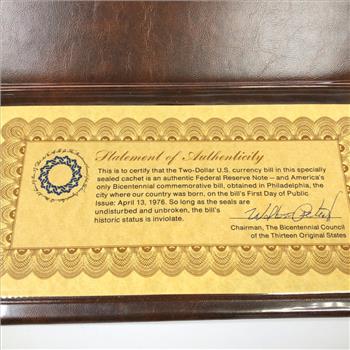 Statement of Authenticity
This is to certify that the Two-Dollar U.S. currency bill in this specially
sealed cachet is an authentic Federal Reserve Note — and America's
only Bicentennial commemorative bill, obtained in Philadelphia, the
city where our country was born, on the bill's First Day of Public
Issue: April 13, 1976. So long as the seals are
undisturbed and unbroken, the bill's
historic status is inviolate.
Chairman, The Bicentennial Council
of the Thirteen Original States